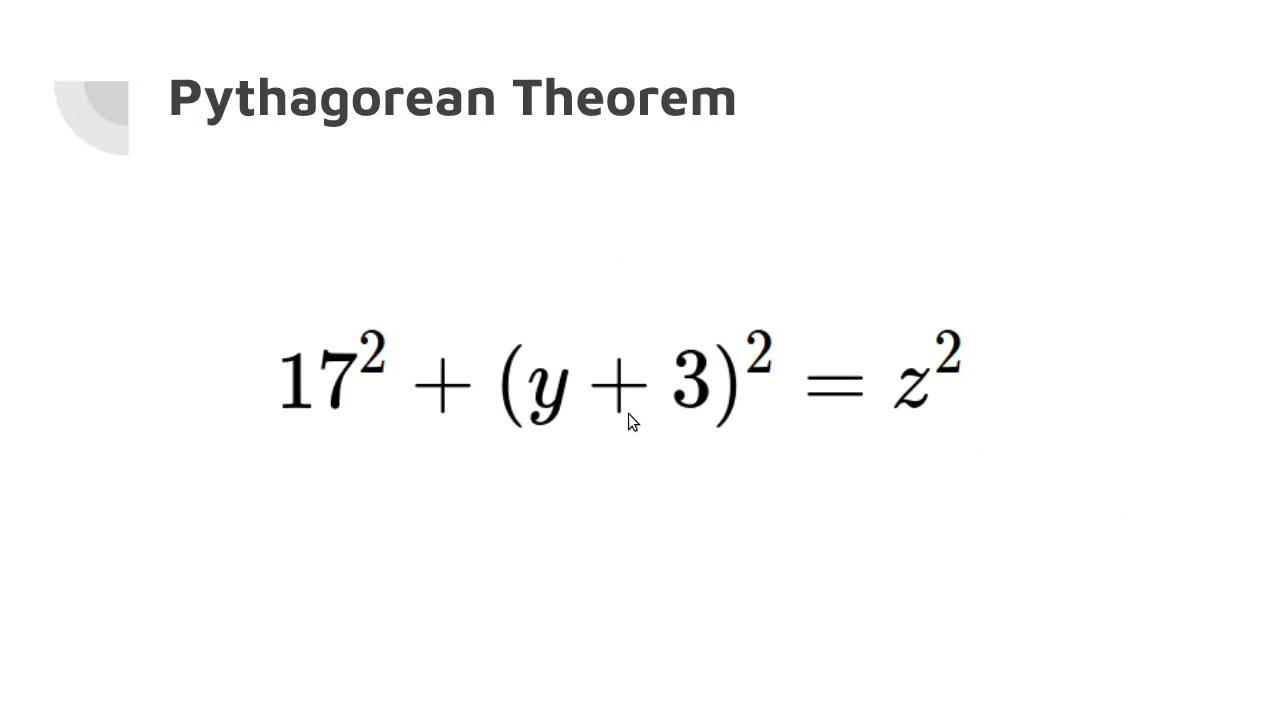 Pythagorean Theorem
17² + (y + 3)² = z²